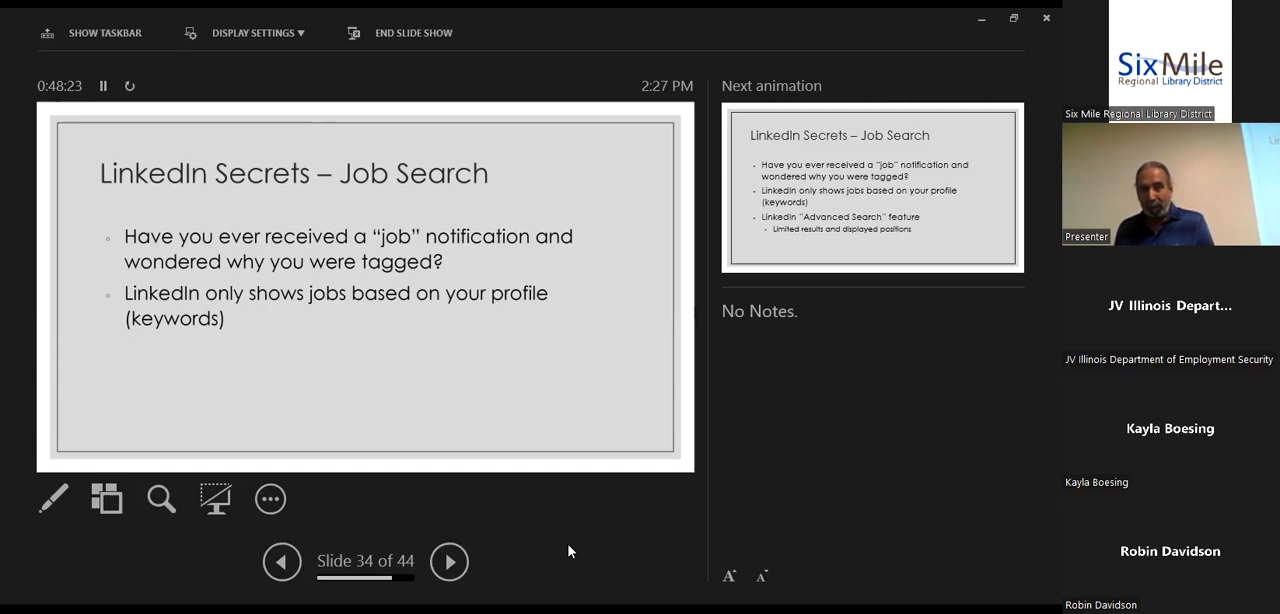 SHOW TASKBAR
DISPLAY SETTINGS ▼
END SLIDE SHOW
0:48:23
2:27 PM
LinkedIn Secrets – Job Search
Have you ever received a “job” notification and
wondered why you were tagged?
LinkedIn only shows jobs based on your profile
(keywords)
Slide 34 of 44
Next animation
LinkedIn Secrets – Job Search
Have you ever received a “job” notification and
wondered why you were tagged?
LinkedIn only shows jobs based on your profile
(keywords)
LinkedIn “Advanced Search” feature
Limited results and displayed positions
No Notes.
A A
SixMile
Regional Library District
Six Mile Regional Library District
Presenter
JV Illinois Depart...
JV Illinois Department of Employment Security
Kayla Boesing
Kayla Boesing
Robin Davidson
Robin Davidson